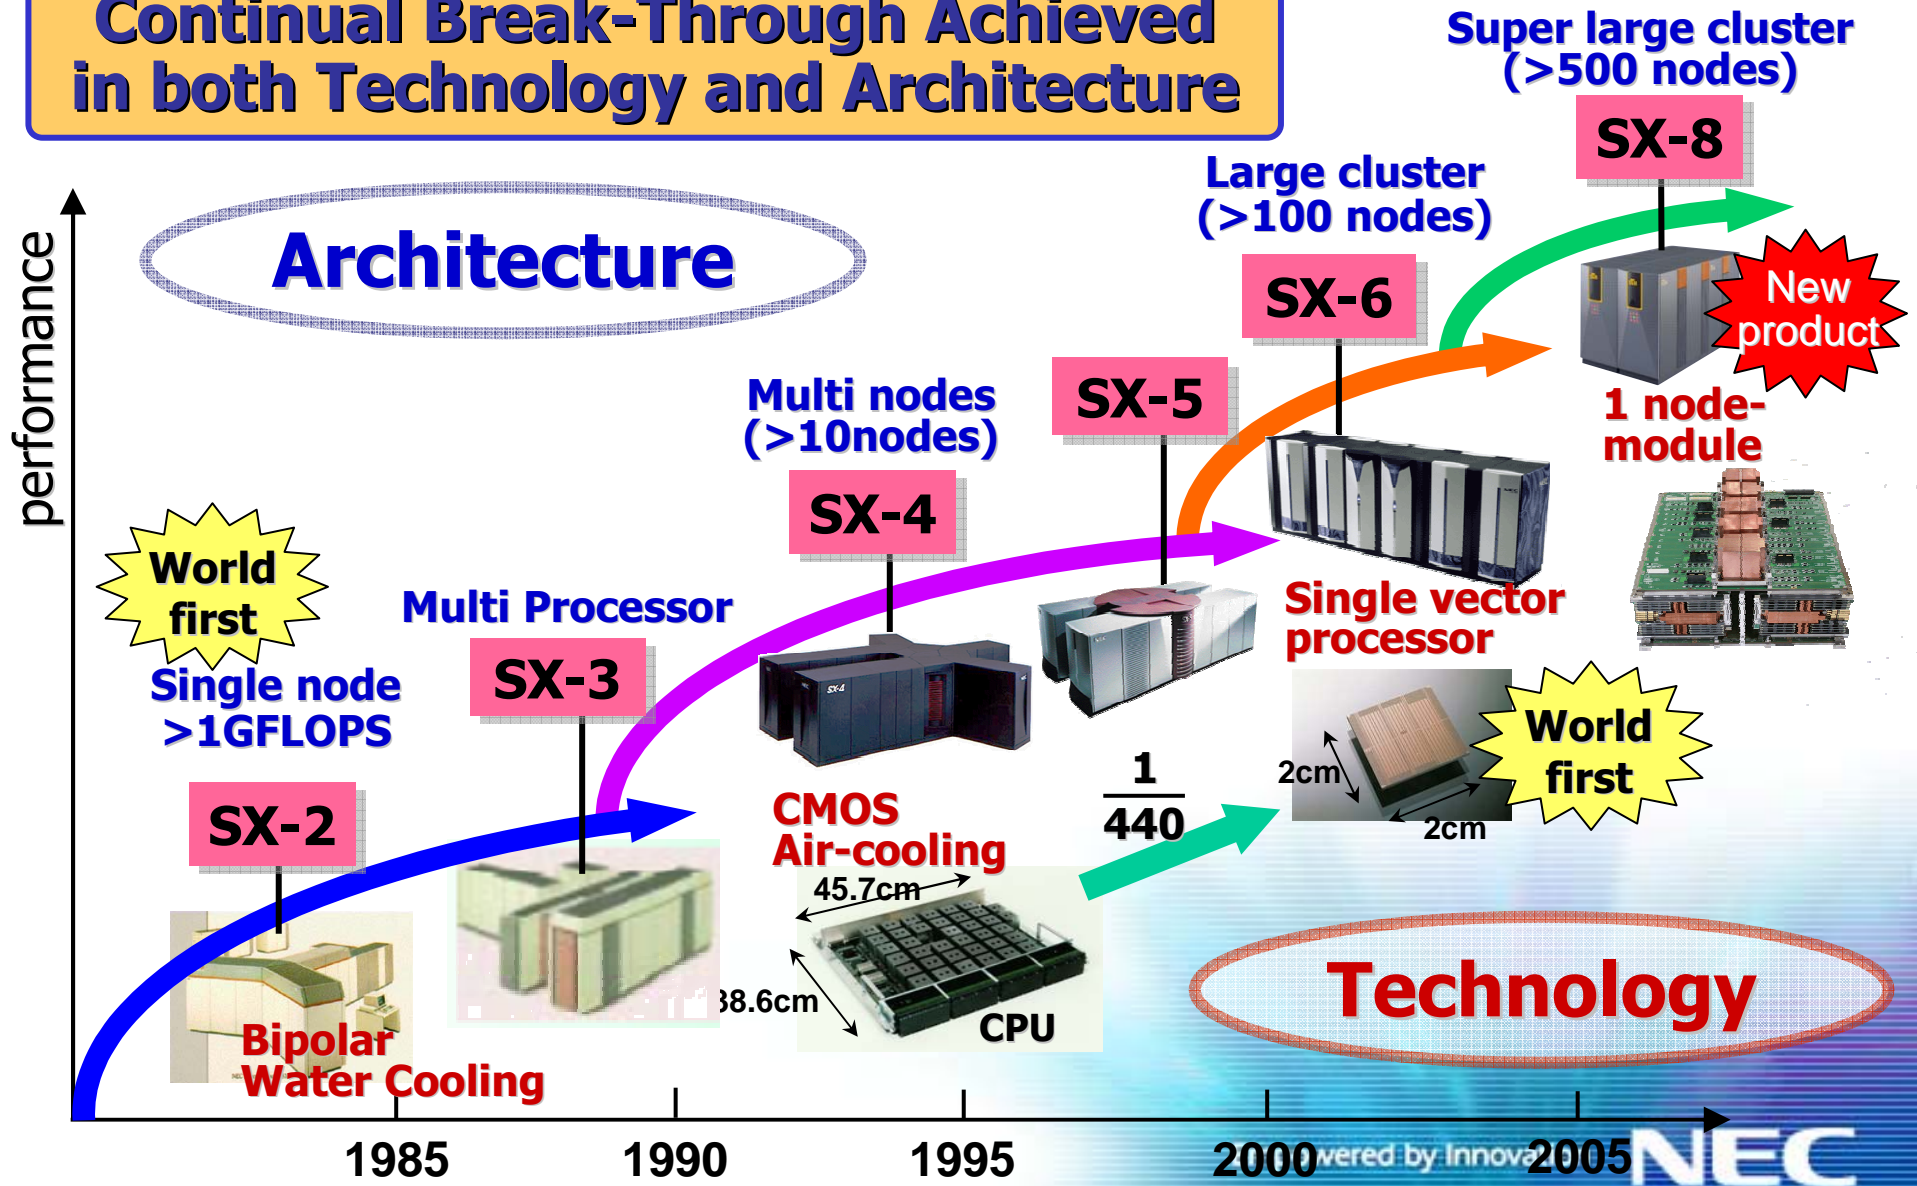 Continual Break-Through Achieved
in both Technology and Architecture
Super large cluster
(>500 nodes)
SX-8
Large cluster
(>100 nodes)
SX-6
New
product
performance
Architecture
Multi nodes
(>10nodes)
SX-5
SX-4
1 node-
module
World
first
Multi Processor
SX-3
Single node
>1GFLOPS
SX-2
Single vector
processor
2cm
2cm
World
first
1
440
CMOS
Air-cooling
45.7cm
38.6cm
CPU
SX-4
NEC
Bipolar
Water Cooling
Technology
1985
1990
1995
2000
2005
NEC